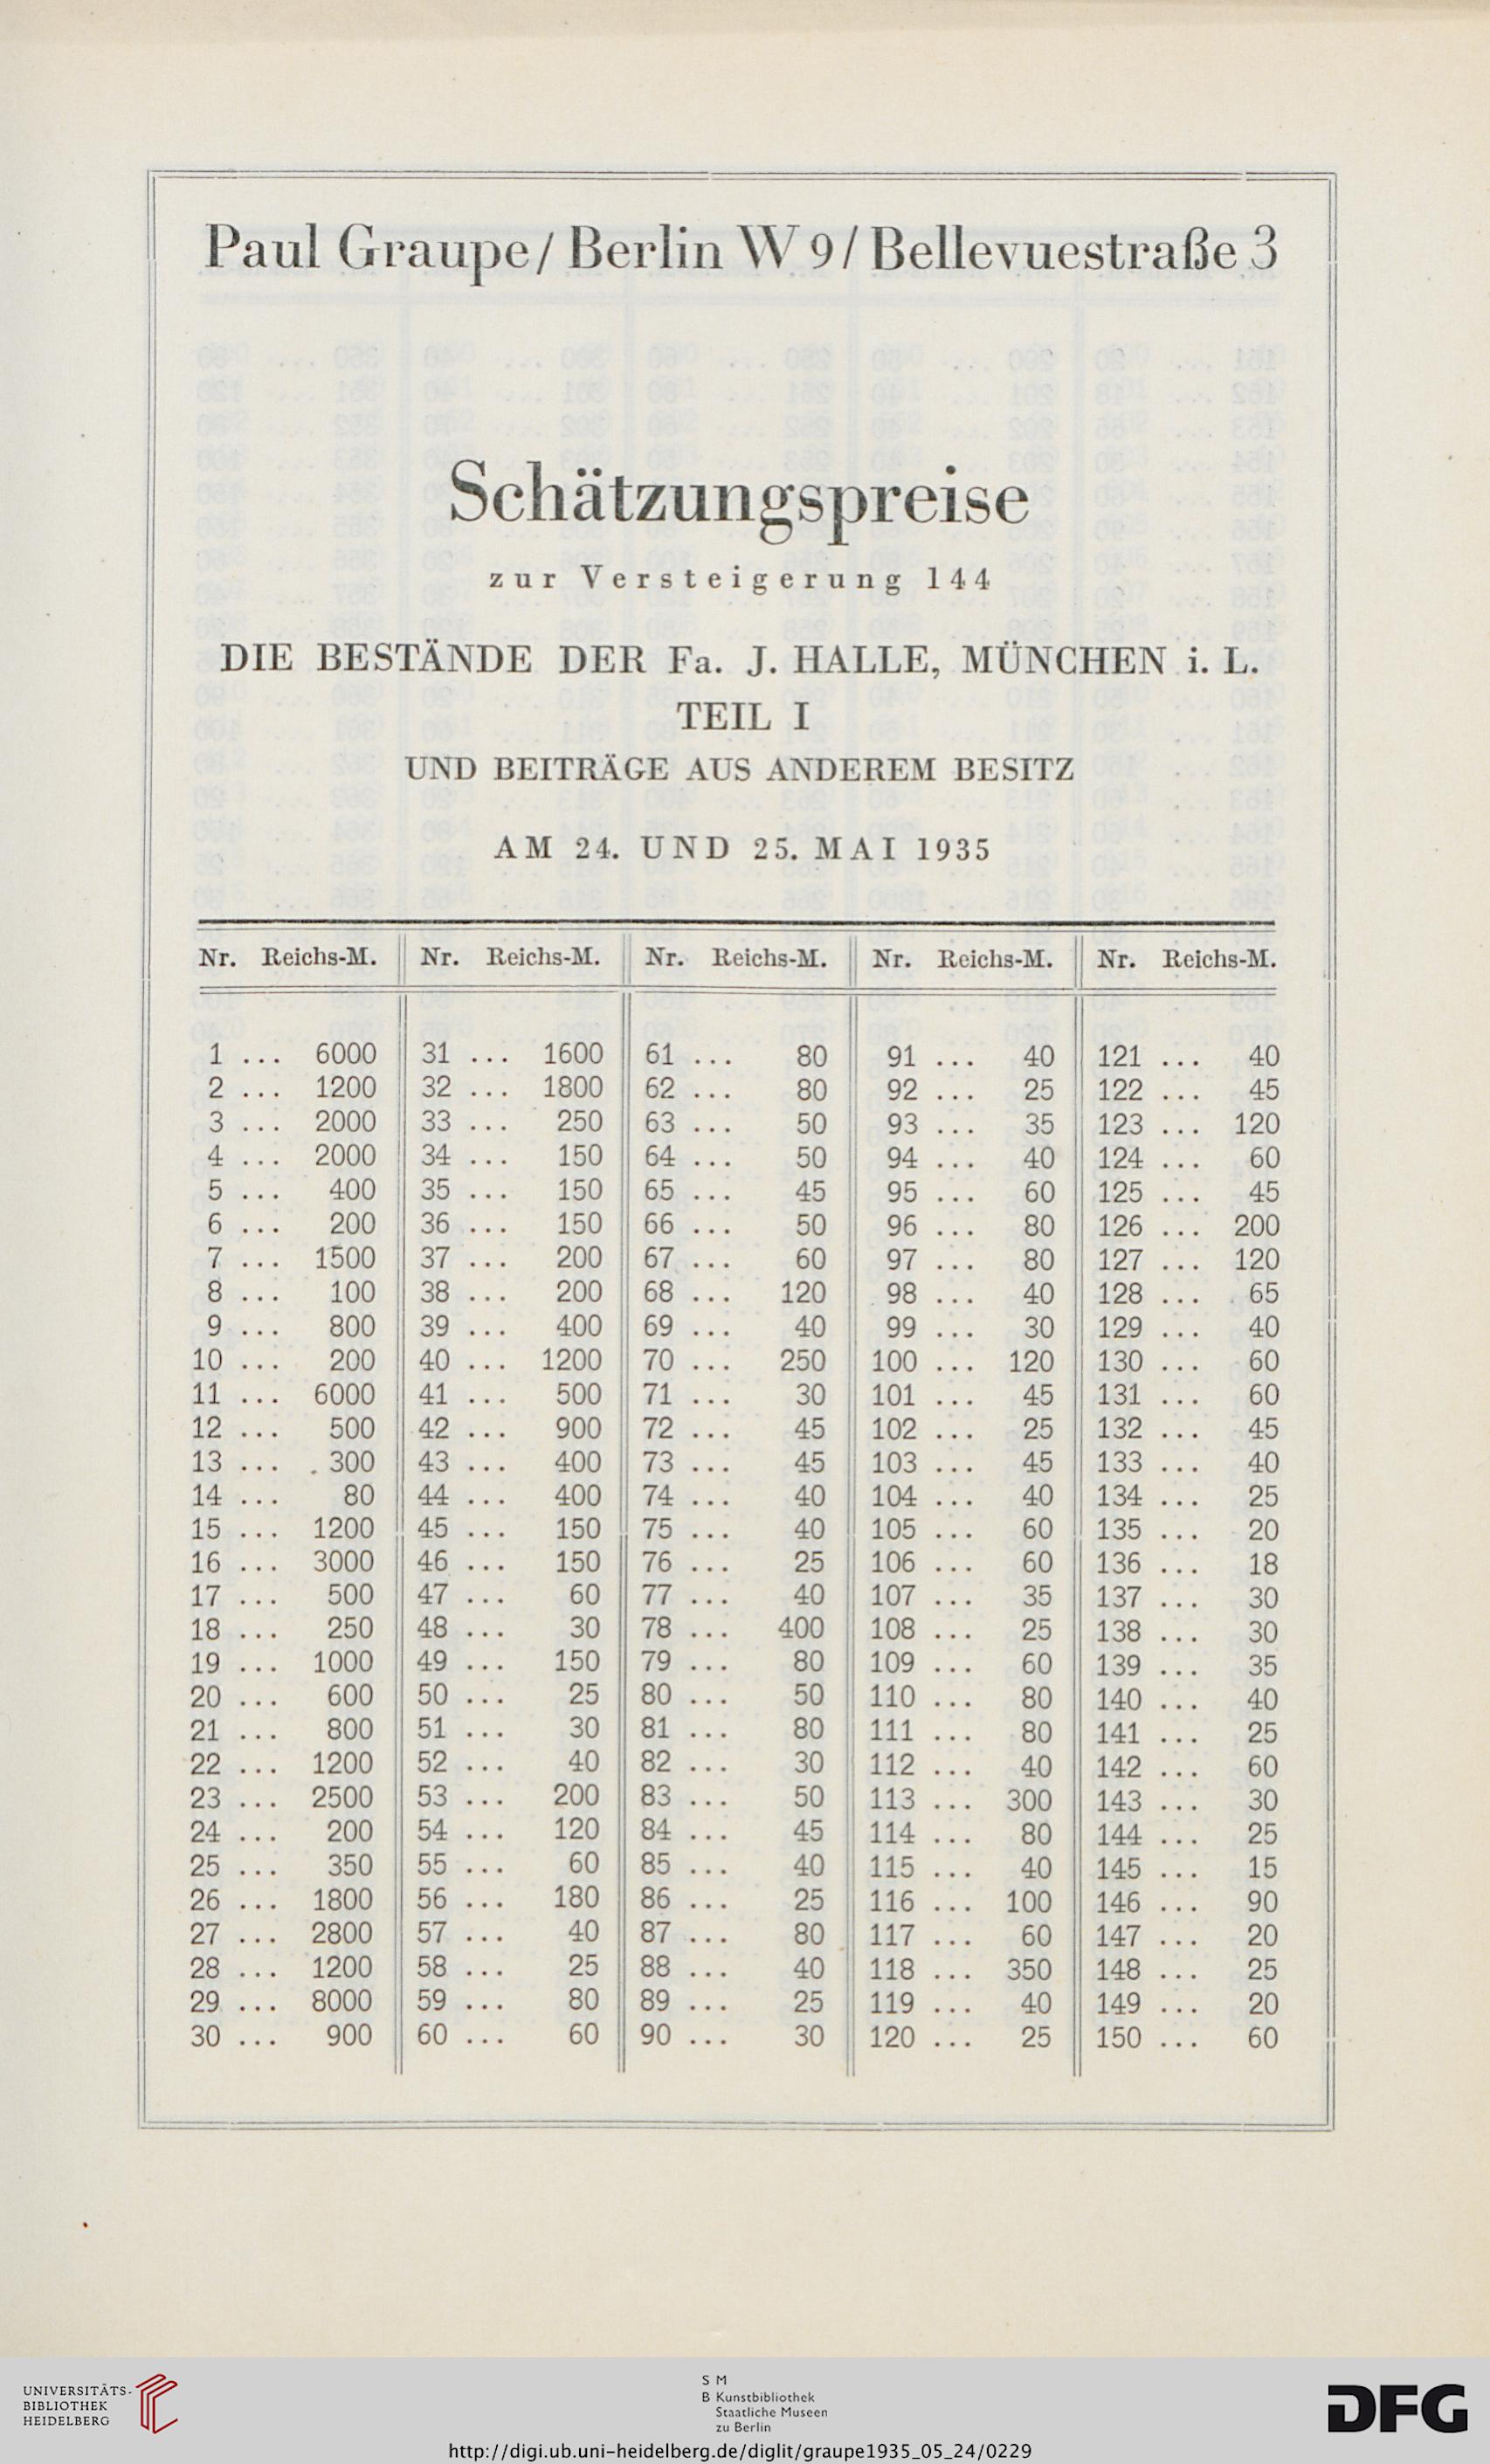 Paul Graupe / Berlin W 9 / Bellevuestraße 3
Schätzungspreise
zur Versteigerung 144
DIE BESTÄNDE DER Fa. J. HALLE, MÜNCHEN i. L.
TEIL I
UND BEITRÄGE AUS ANDEREM BESITZ
AM 24. UND 25. MAI 1935
Nr. Reichs-M. Nr. Reichs-M. Nr. Reichs-M. Nr. Reichs-M. Nr. Reichs-M.
1 ... 6000 31 ... 1600 61 ... 80 91 ... 40 121 ... 40
2 ... 1200 32 ... 1800 62 ... 80 92 ... 25 122 ... 45
3 ... 2000 33 ... 250 63 ... 50 93 ... 35 123 ... 120
4 ... 2000 34 ... 150 64 ... 50 94 ... 40 124 ... 60
5 ... 400 35 ... 150 65 ... 45 95 ... 60 125 ... 45
6 ... 200 36 ... 150 66 ... 50 96 ... 80 126 ... 200
7 ... 1500 37 ... 200 67 ... 60 97 ... 80 127 ... 120
8 ... 100 38 ... 200 68 ... 120 98 ... 40 128 ... 65
9 ... 800 39 ... 400 69 ... 40 99 ... 30 129 ... 40
10 ... 200 40 ... 1200 70 ... 250 100 ... 120 130 ... 60
11 ... 6000 41 ... 500 71 ... 30 101 ... 45 131 ... 60
12 ... 500 42 ... 900 72 ... 45 102 ... 25 132 ... 45
13 ... 300 43 ... 400 73 ... 45 103 ... 45 133 ... 40
14 ... 80 44 ... 400 74 ... 40 104 ... 40 134 ... 25
15 ... 1200 45 ... 150 75 ... 40 105 ... 60 135 ... 20
16 ... 3000 46 ... 150 76 ... 25 106 ... 60 136 ... 18
17 ... 500 47 ... 60 77 ... 40 107 ... 35 137 ... 30
18 ... 250 48 ... 30 78 ... 400 108 ... 25 138 ... 30
19 ... 1000 49 ... 150 79 ... 80 109 ... 60 139 ... 35
20 ... 600 50 ... 25 80 ... 50 110 ... 80 140 ... 40
21 ... 800 51 ... 30 81 ... 80 111 ... 80 141 ... 25
22 ... 1200 52 ... 40 82 ... 30 112 ... 40 142 ... 60
23 ... 2500 53 ... 200 83 ... 50 113 ... 300 143 ... 30
24 ... 200 54 ... 120 84 ... 45 114 ... 80 144 ... 25
25 ... 350 55 ... 60 85 ... 40 115 ... 40 145 ... 15
26 ... 1800 56 ... 180 86 ... 25 116 ... 100 146 ... 90
27 ... 2800 57 ... 40 87 ... 80 117 ... 60 147 ... 20
28 ... 1200 58 ... 25 88 ... 40 118 ... 350 148 ... 25
29 ... 8000 59 ... 80 89 ... 25 119 ... 40 149 ... 20
30 ... 900 60 ... 60 90 ... 30 120 ... 25 150 ... 60
UNIVERSITÄTS-
BIBLIOTHEK
HEIDELBERG
S M
B Kunstbibliothek
Staatliche Museen
zu Berlin
DFG
http://digi.ub.uni-heidelberg.de/diglit/graupe1935_05_24/0229